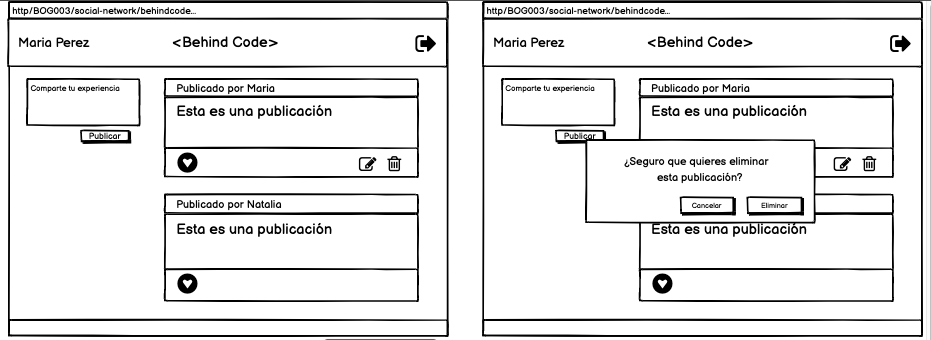 http/BOG003/social-network/behindcode...
Maria Perez
<Behind Code>
Comparte tu experiencia
Publicar
Publicado por Maria
Esta es una publicación
Publicado por Natalia
Esta es una publicación
http/BOG003/social-network/behindcode...
Maria Perez
<Behind Code>
Comparte tu experiencia
Publicar
Publicado por Maria
Esta es una publicación
¿Seguro que quieres eliminar
esta publicación?
Cancelar
Eliminar
Esta es una publicación